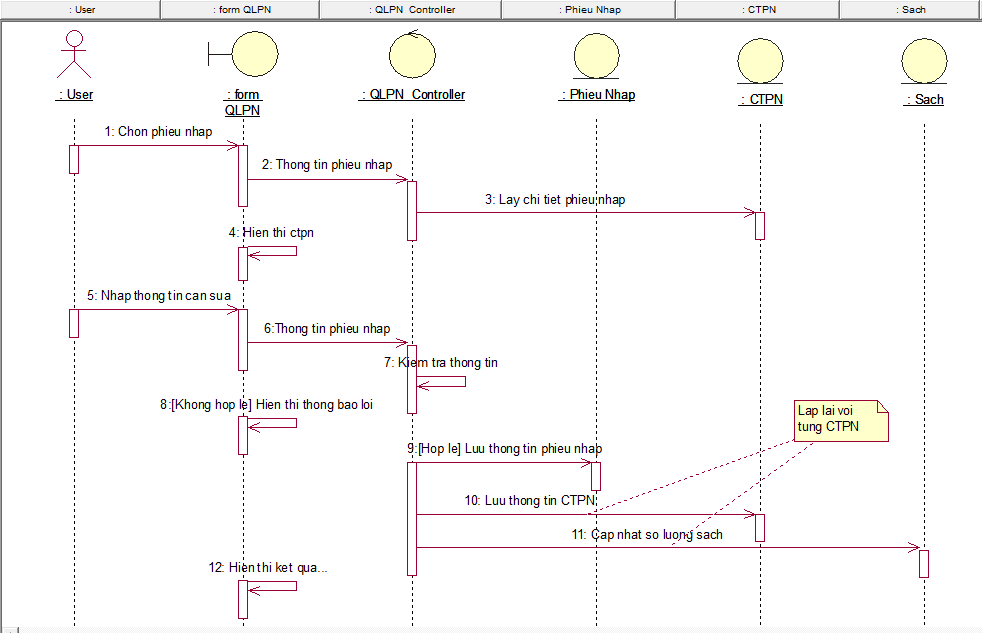 : User
: form QLPN
: QLPN Controller
: Phieu Nhap
: CTPN
: Sach
: User
: form
QLPN
: QLPN Controller
: Phieu Nhap
: CTPN
: Sach
1: Chon phieu nhap
2: Thong tin phieu nhap
3: Lay chi tiet phieu nhap
4: Hien thi ctpn
5: Nhap thong tin can sua
6:Thong tin phieu nhap
7: Kiem tra thong tin
8:[Khong hop le] Hien thi thong bao loi
Lap lai voi
tung CTPN
9:[Hop le] Luu thong tin phieu nhap
10: Luu thong tin CTPN
11: Cap nhat so luong sach
12: Hien thi ket qua...